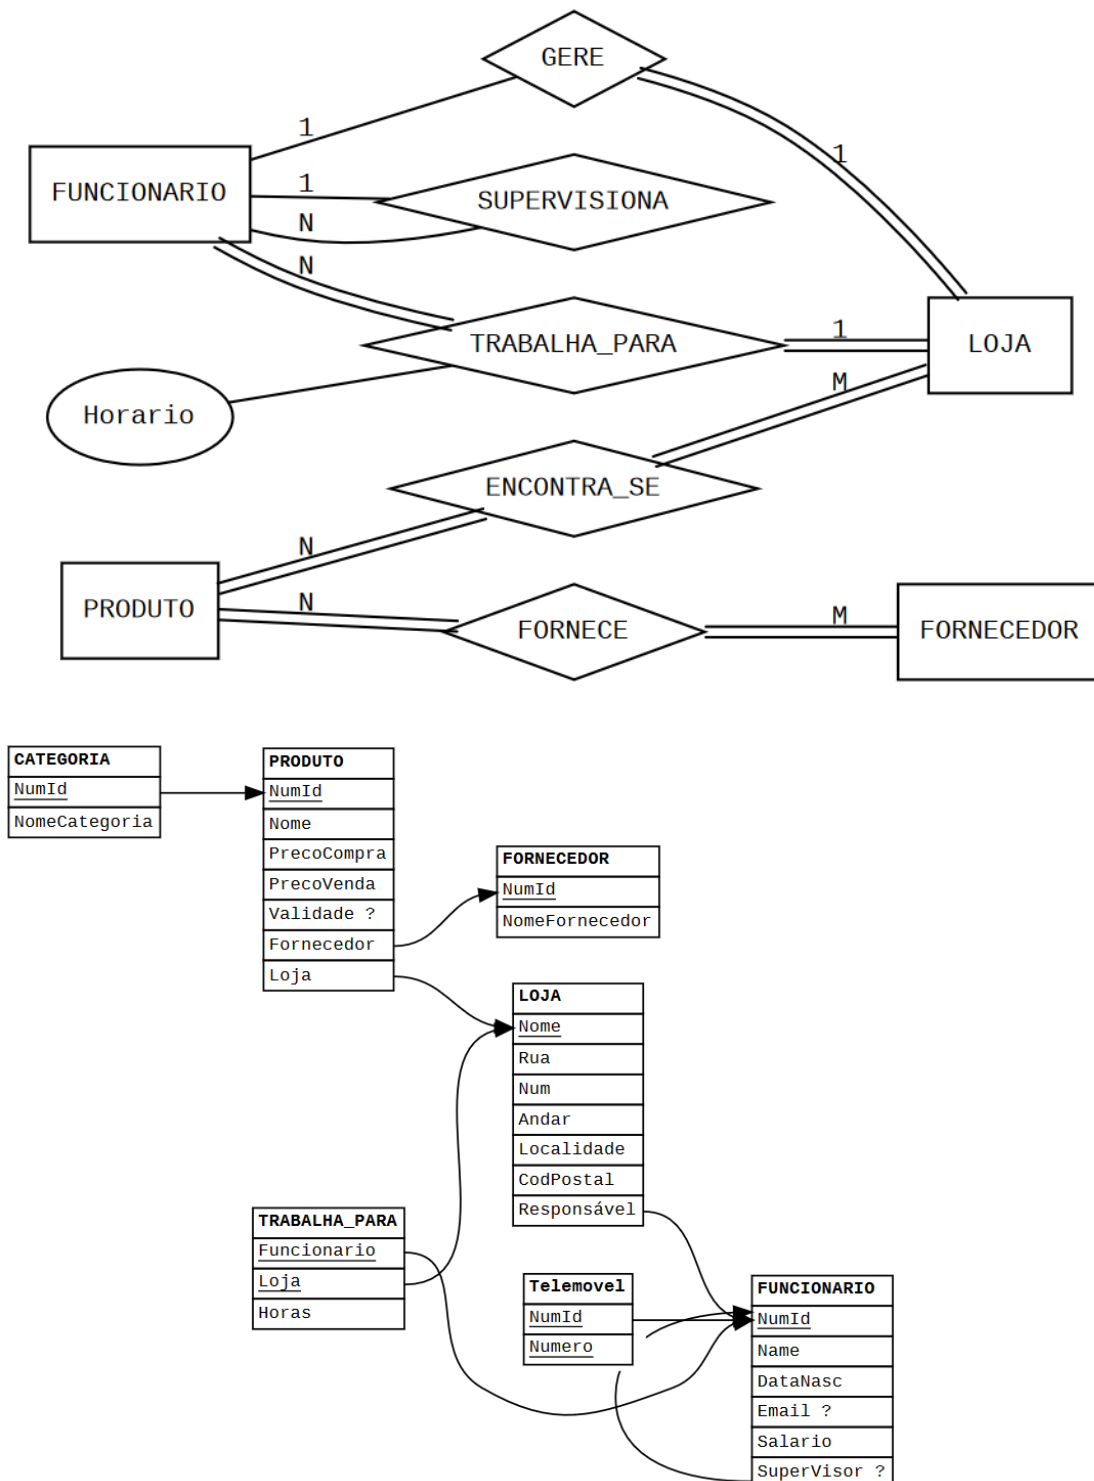 GERE
1
1
FUNCIONARIO
1
SUPERVISIONA
N
N
TRABALHA_PARA
1
LOJA
M
Horario
ENCONTRA_SE
N
PRODUTO
N
FORNECE
M
FORNECEDOR
CATEGORIA
NumId
NomeCategoria
PRODUTO
NumId
Nome
PrecoCompra
PrecoVenda
Validade ?
Fornecedor
Loja
FORNECEDOR
NumId
NomeFornecedor
LOJA
Nome
Rua
Num
Andar
Localidade
CodPostal
Responsável
TRABALHA_PARA
Funcionario
Loja
Horas
Telemovel
NumId
Numero
FUNCIONARIO
NumId
Name
DataNasc
Email ?
Salario
SuperVisor ?